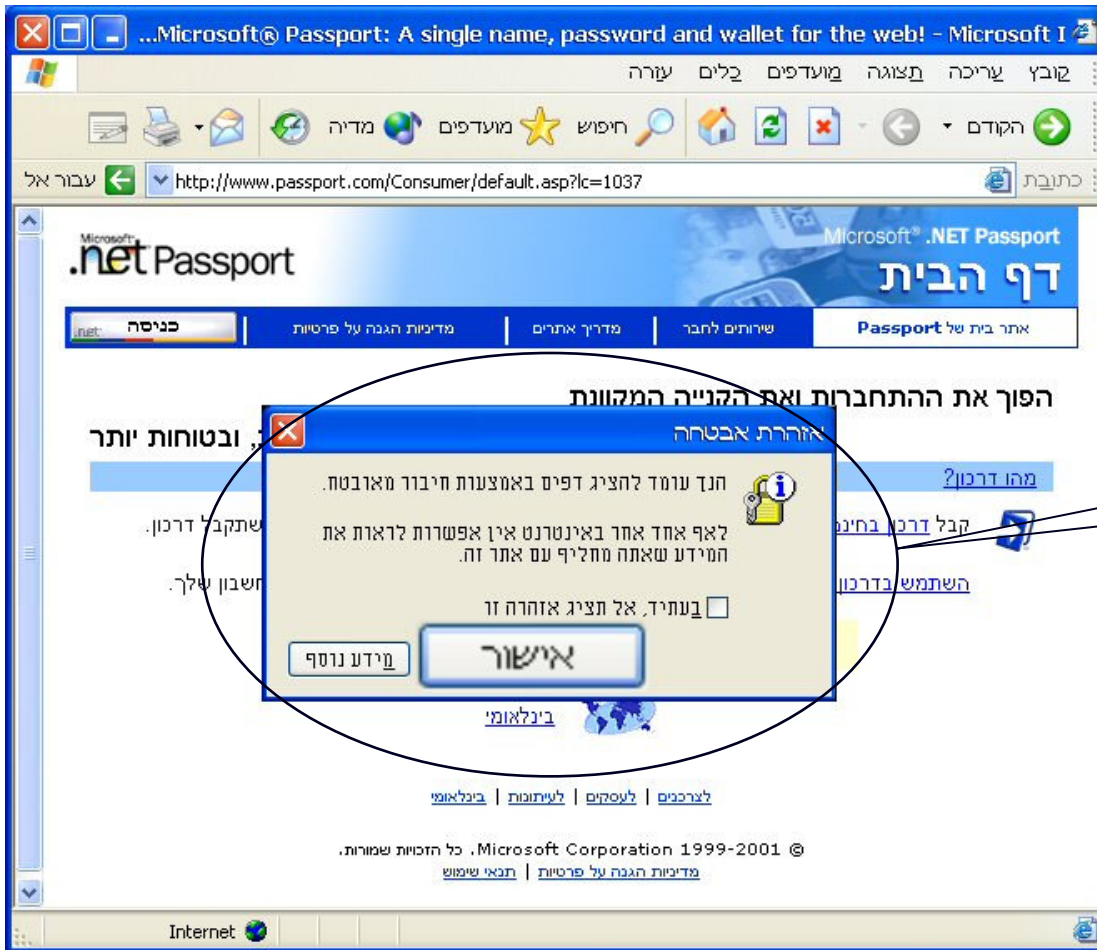 Microsoft® Passport: A single name, password and wallet for the web! - Microsoft I...
קובץ עריכה תצוגה מועדפים כלים עזרה
הקודם חיפוש מועדפים מדיה
כתובת http://www.passport.com/Consumer/default.asp?lc=1037 עבור אל
Microsoft® .NET Passport
דף הבית
Microsoft
.net Passport
אתר בית של Passport שירותים לחבר מדריך אתרים מדיניות הגנה על פרטיות כניסה .net
הפוך את ההתחברות ואת הקנייה המקוונת
, ובטוחות יותר
מהו דרכון?
קבל דרכון בחינם
שתקבל דרכון.
השתמש בדרכון
חשבון שלך.
אזהרת אבטחה
הנך עומד להציג דפים באמצעות חיבור מאובטח.
לאף אחד אחר באינטרנט אין אפשרות לראות את
המידע שאתה מחליף עם אתר זה.
בעתיד, אל תציג אזהרה זו
אישור מידע נוסף
בינלאומי
לצרכנים | לעסקים | לעיתונות | בינלאומי
© 1999-2001 Microsoft Corporation. כל הזכויות שמורות.
מדיניות הגנה על פרטיות | תנאי שימוש
Internet